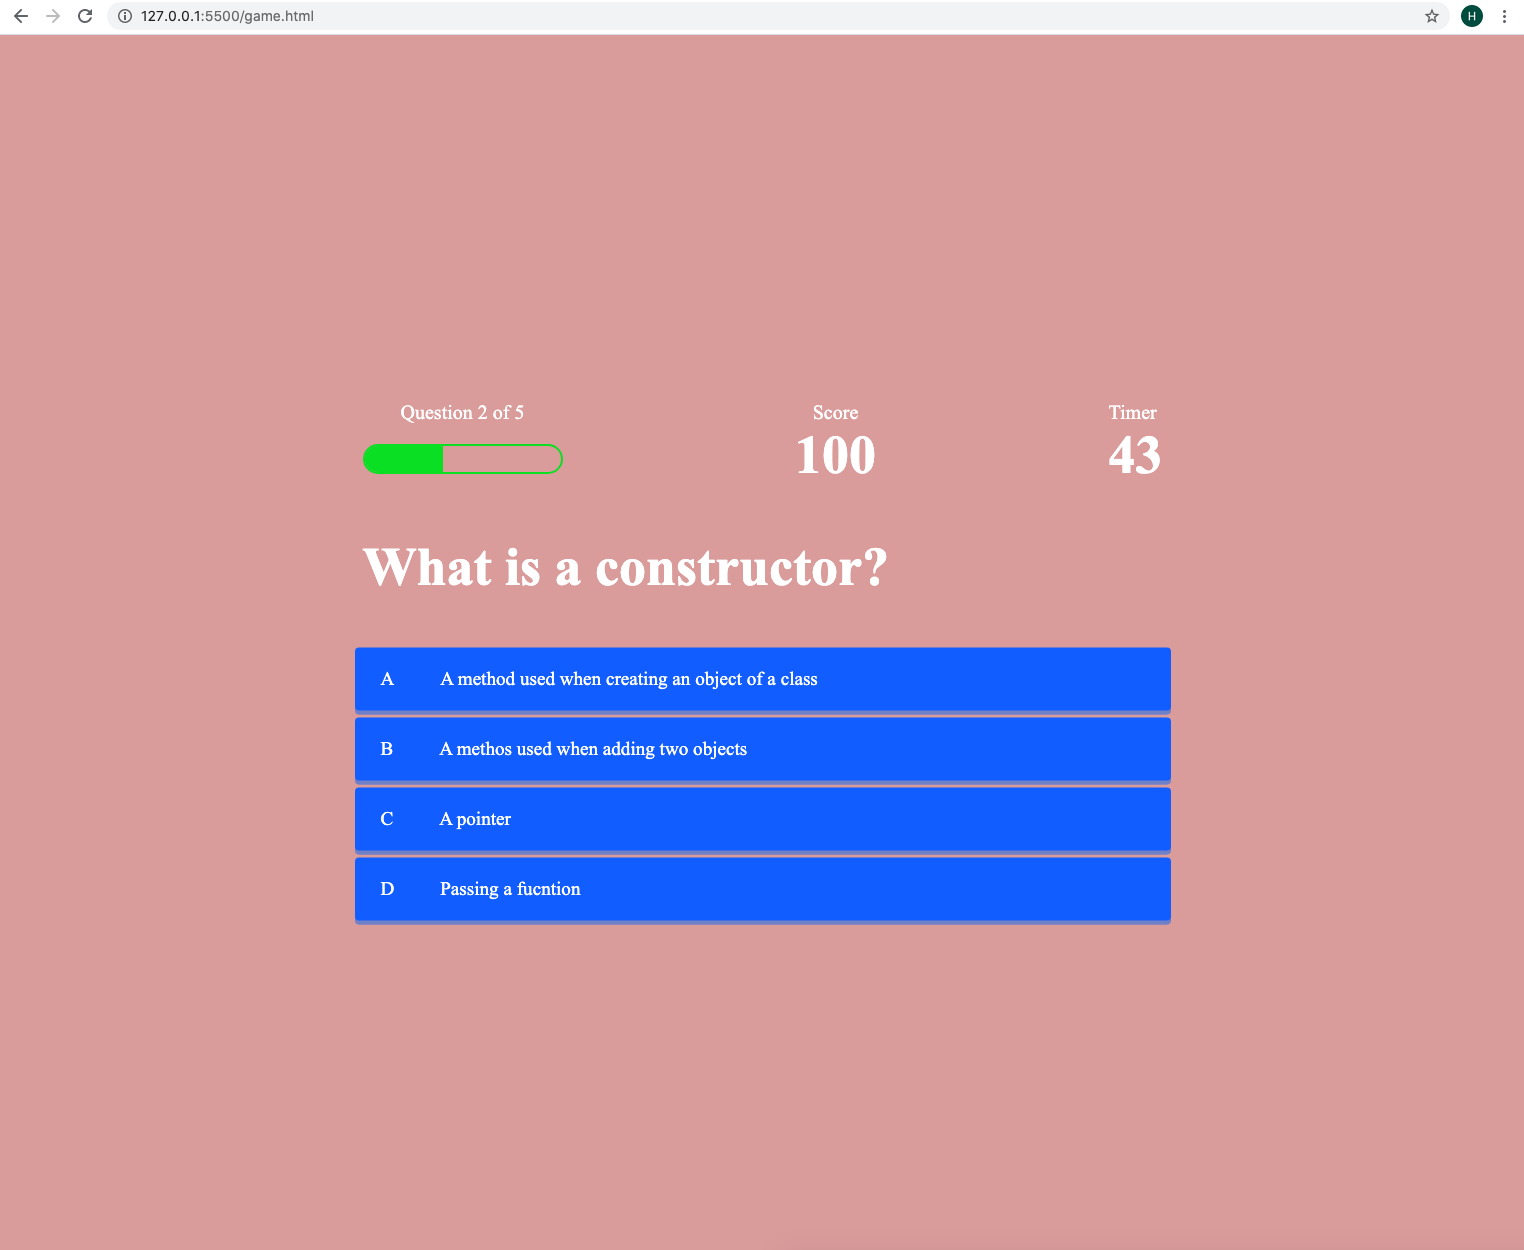 127.0.0.1:5500/game.html
H
Question 2 of 5
Score
Timer
100
43
What is a constructor?
A A method used when creating an object of a class
B A methos used when adding two objects
C A pointer
D Passing a fucntion